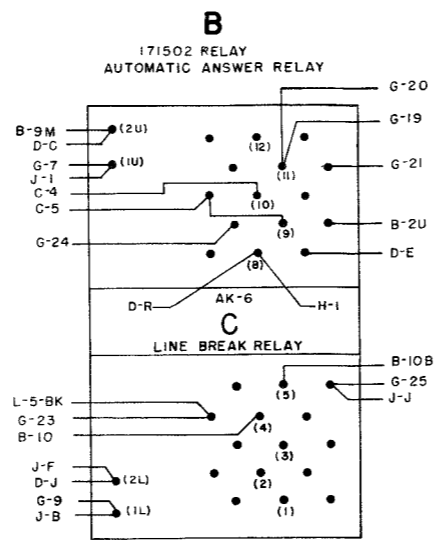 B
171502 RELAY
AUTOMATIC ANSWER RELAY
G-20
G-19
B-9M
(2U)
D-C
(12)
G-7
(1U)
G-21
J-1
(11)
C-4
C-5
(10)
B-2U
(9)
G-24
D-E
(8)
D-R
AK-6
H-1
C
LINE BREAK RELAY
B-10B
G-25
(5)
J-J
L-5-BK
G-23
(4)
B-10
(3)
J-F
D-J
(2L)
(2)
G-9
J-B
(1L)
(1)